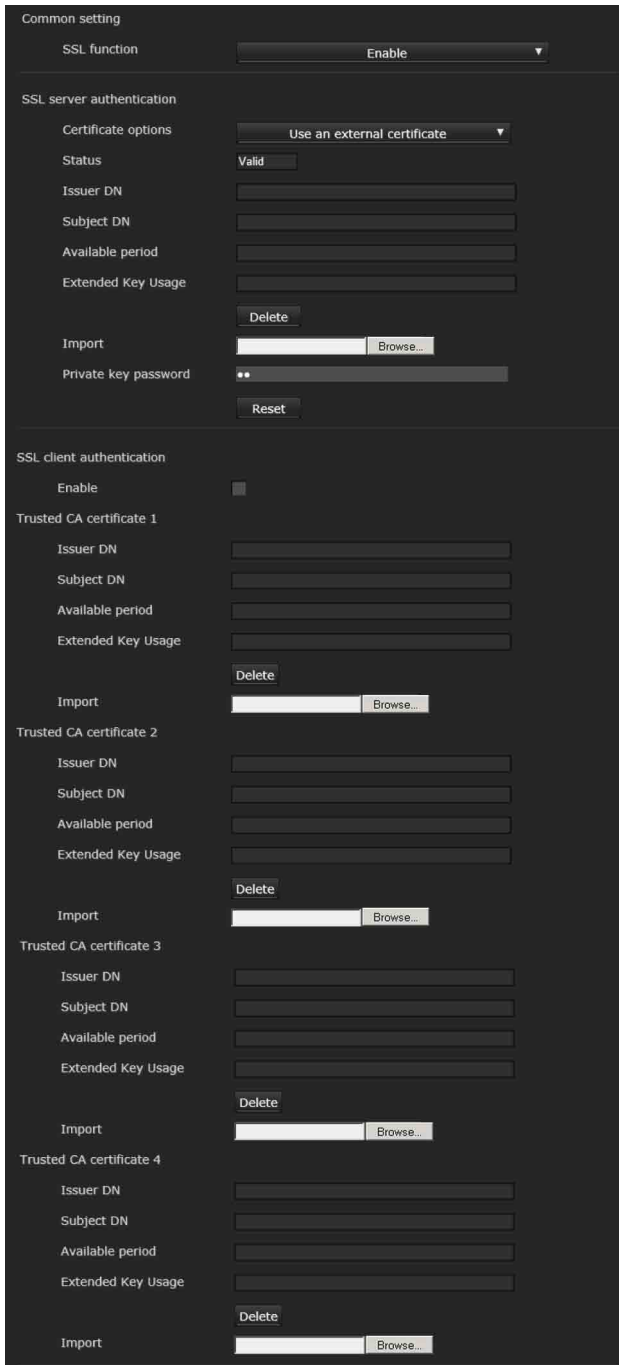 Common setting
SSL function Enable ▼
SSL server authentication
Certificate options Use an external certificate ▼
Status Valid
Issuer DN
Subject DN
Available period
Extended Key Usage
Delete
Import Browse...
Private key password ●●
Reset
SSL client authentication
Enable
Trusted CA certificate 1
Issuer DN
Subject DN
Available period
Extended Key Usage
Delete
Import Browse...
Trusted CA certificate 2
Issuer DN
Subject DN
Available period
Extended Key Usage
Delete
Import Browse...
Trusted CA certificate 3
Issuer DN
Subject DN
Available period
Extended Key Usage
Delete
Import Browse...
Trusted CA certificate 4
Issuer DN
Subject DN
Available period
Extended Key Usage
Delete
Import Browse...